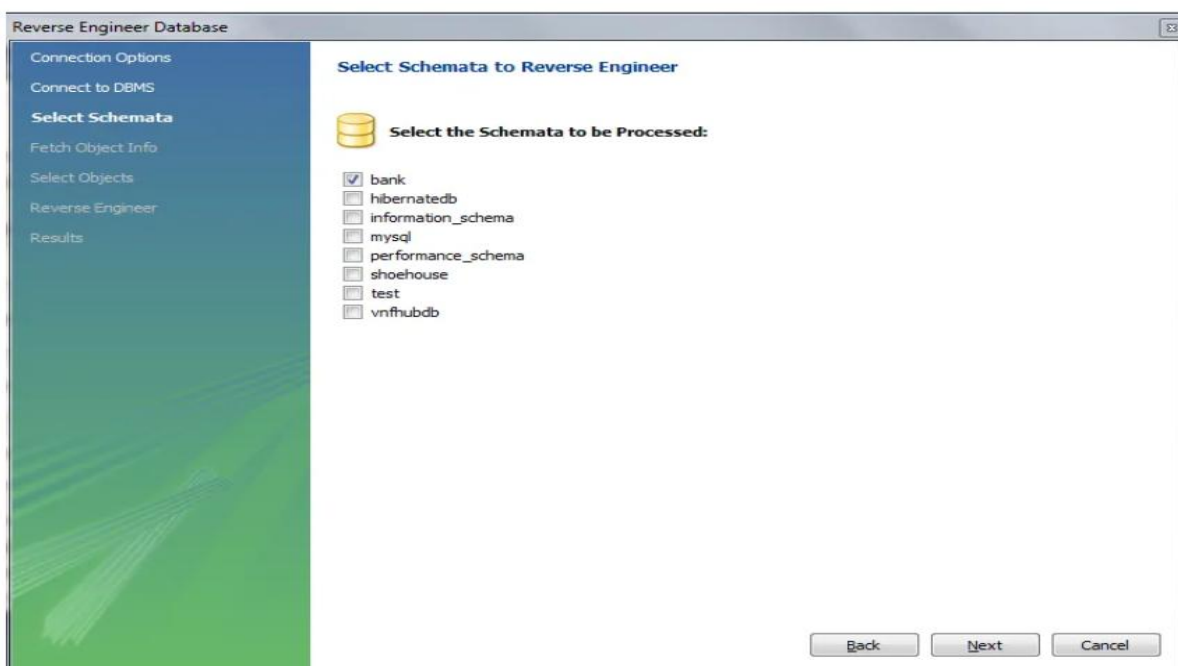 Reverse Engineer Database
Connection Options
Connect to DBMS
Select Schemata
Fetch Object Info
Select Objects
Reverse Engineer
Results
Select Schemata to Reverse Engineer
Select the Schemata to be Processed:
bank
hibernatedb
information_schema
mysql
performance_schema
shoehouse
test
vnfhubdb
Back
Next
Cancel